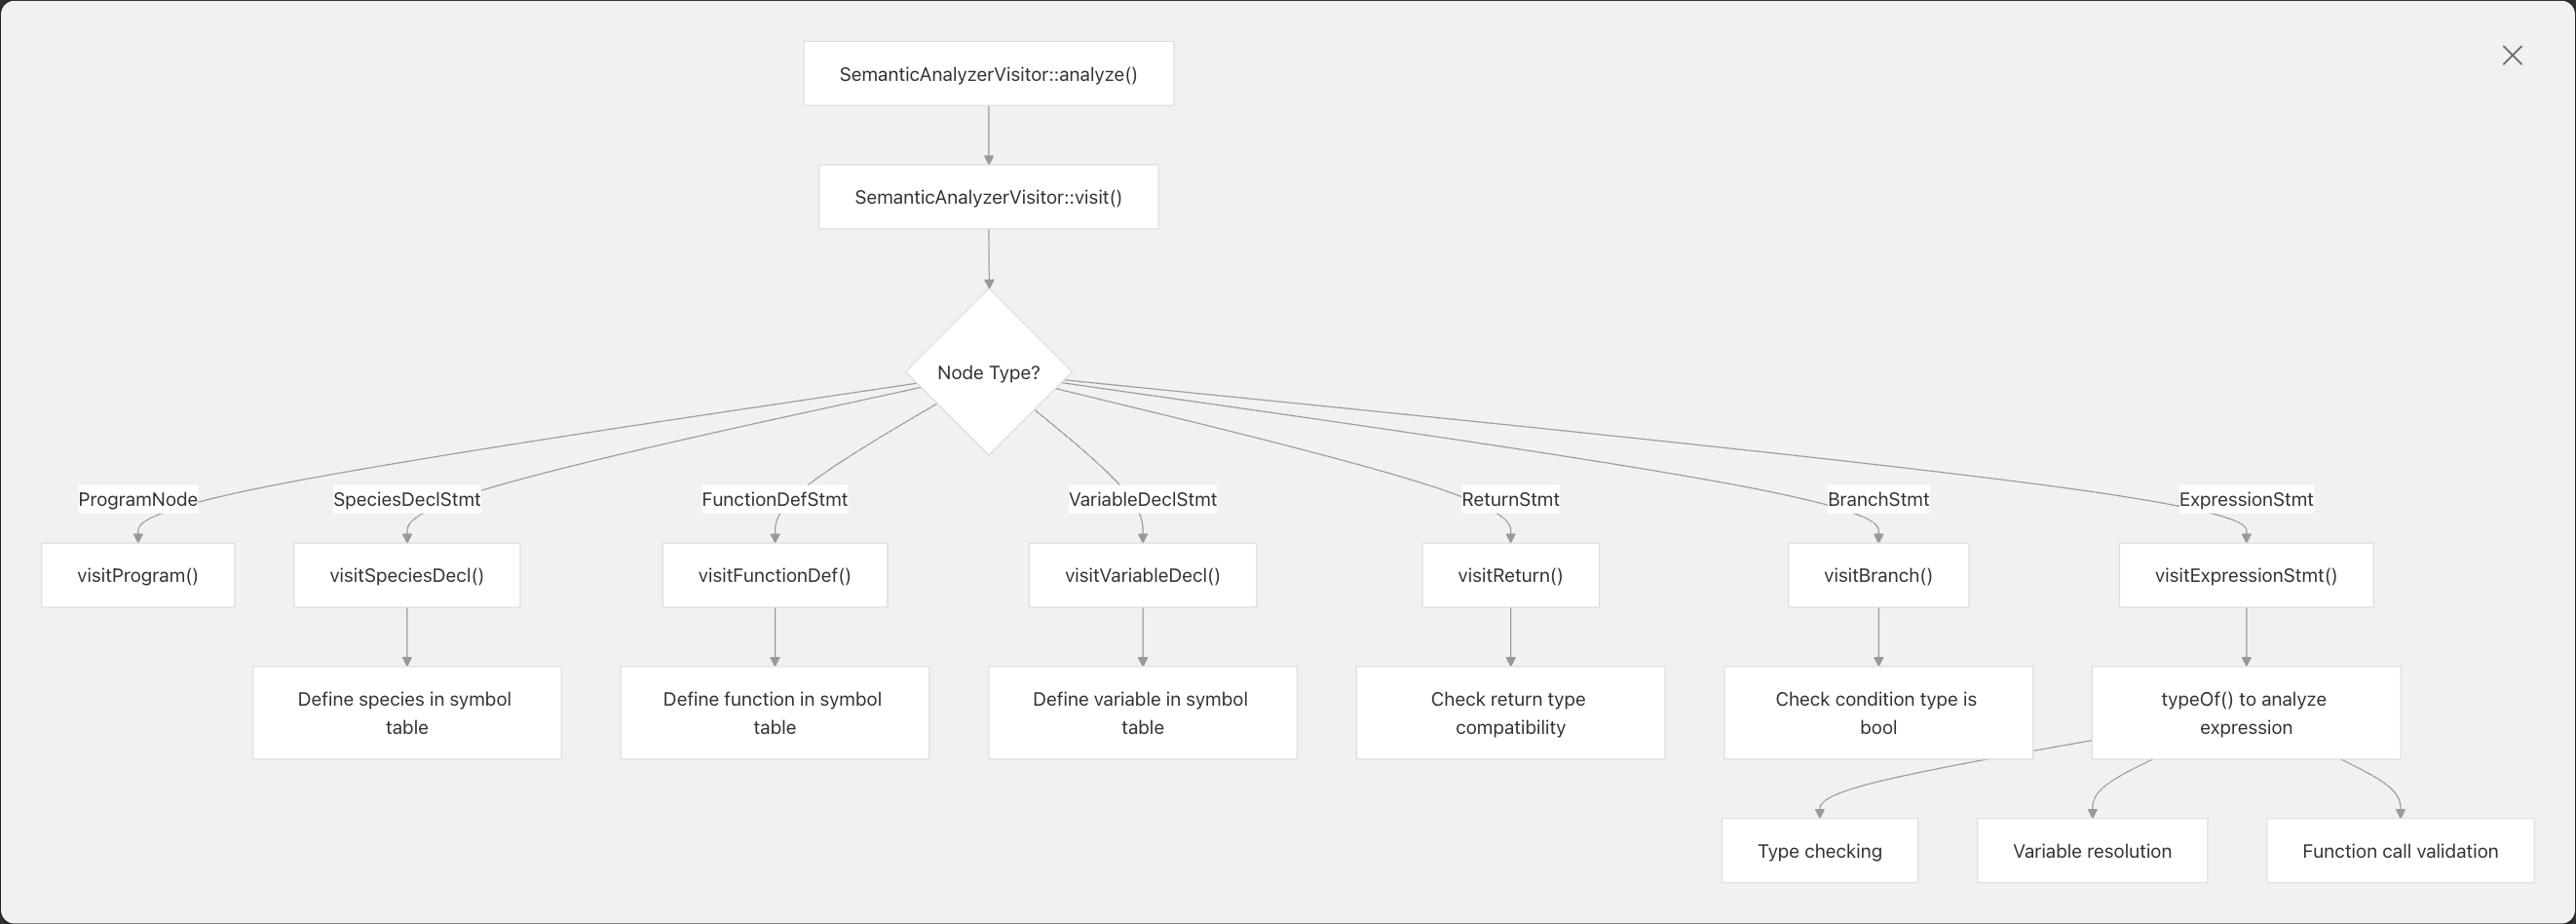 SemanticAnalyzerVisitor::analyze()
SemanticAnalyzerVisitor::visit()
Node Type?
ProgramNode
SpeciesDeclStmt
FunctionDefStmt
VariableDeclStmt
ReturnStmt
BranchStmt
ExpressionStmt
visitProgram()
visitSpeciesDecl()
visitFunctionDef()
visitVariableDecl()
visitReturn()
visitBranch()
visitExpressionStmt()
Define species in symbol
table
Define function in symbol
table
Define variable in symbol
table
Check return type
compatibility
Check condition type is
bool
typeOf() to analyze
expression
Type checking
Variable resolution
Function call validation